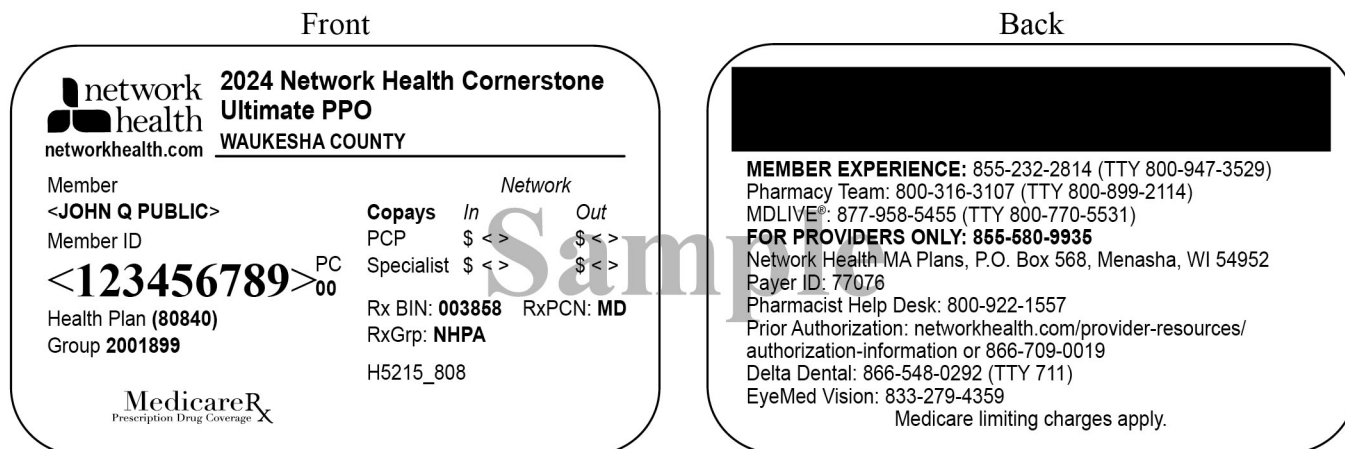 Front
network
health
networkhealth.com
2024 Network Health Cornerstone
Ultimate PPO
WAUKESHA COUNTY
Member
<JOHN Q PUBLIC>
Member ID
<123456789> PC
00
Health Plan (80840)
Group 2001899
MedicareRx
Prescription Drug Coverage
Network
Copays In Out
PCP $ < > $ < >
Specialist $ < > $ < >
Rx BIN: 003858 RxPCN: MD
RxGrp: NHPA
H5215_808
Sample
Back
MEMBER EXPERIENCE: 855-232-2814 (TTY 800-947-3529)
Pharmacy Team: 800-316-3107 (TTY 800-899-2114)
MDLIVE®: 877-958-5455 (TTY 800-770-5531)
FOR PROVIDERS ONLY: 855-580-9935
Network Health MA Plans, P.O. Box 568, Menasha, WI 54952
Payer ID: 77076
Pharmacist Help Desk: 800-922-1557
Prior Authorization: networkhealth.com/provider-resources/
authorization-information or 866-709-0019
Delta Dental: 866-548-0292 (TTY 711)
EyeMed Vision: 833-279-4359
Medicare limiting charges apply.